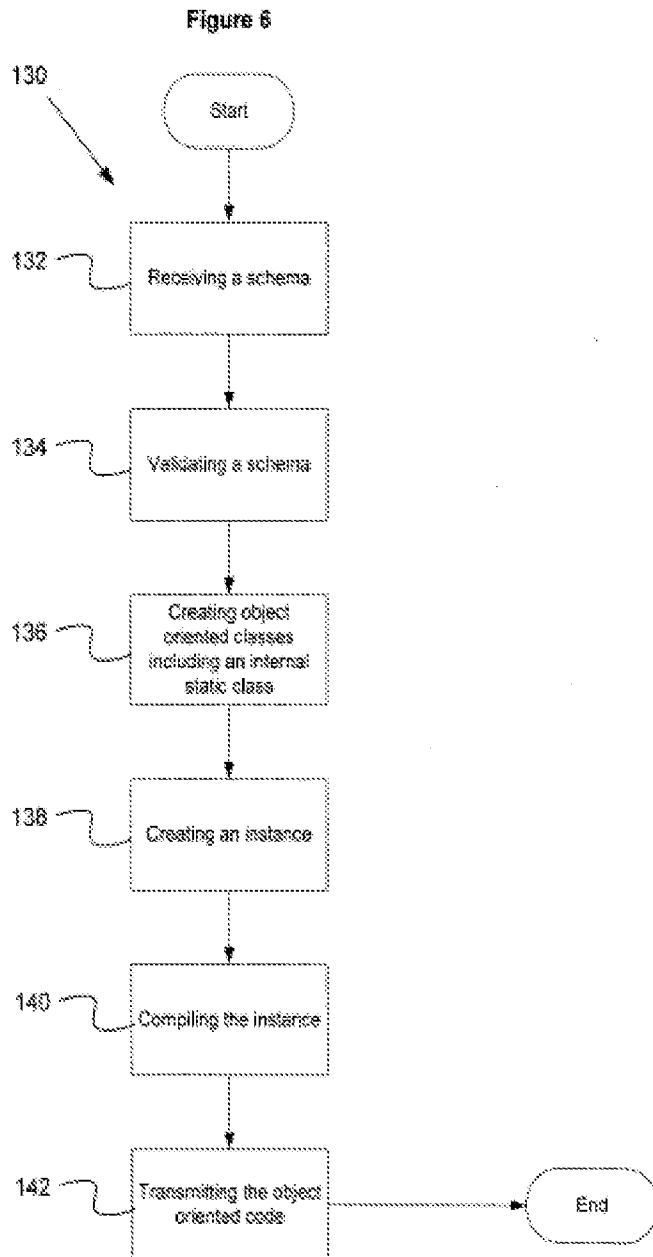 Figure 6
130
Start
132
Receiving a schema
134
Validating a schema
136
Creating object
oriented classes
including an internal
static class
138
Creating an instance
140
Compiling the instance
142
Transmitting the object
oriented code
End